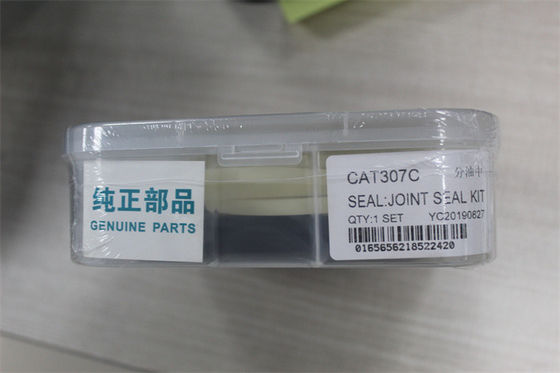 纯正部品
GENUINE PARTS
CAT307C
分油中
SEAL:JOINT SEAL KIT
QTY:1 SET YC20190827
0165656218522420